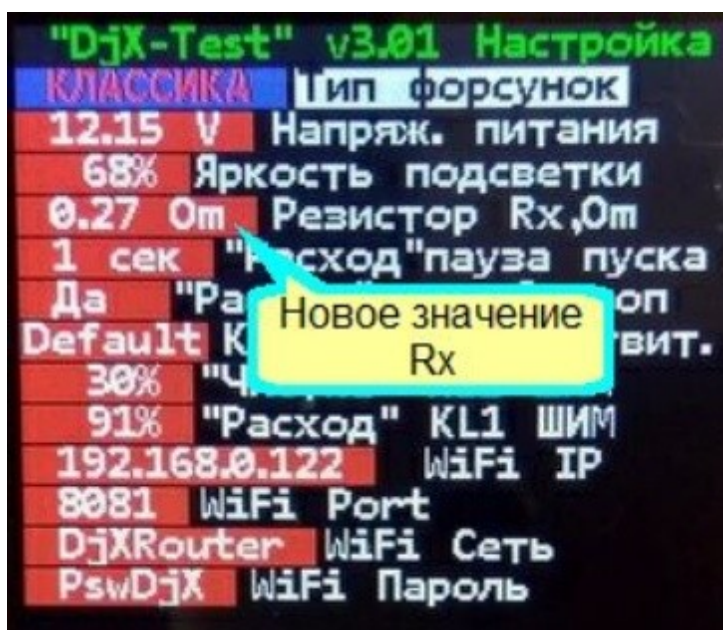 "DjX-Test" v3.01 Настройка
КЛАССИКА Тип форсунок
12.15 V Напряж. питания
68% Яркость подсветки
0.27 Om Резистор Rx,Om
1 сек "Расход"пауза пуска
Да
Default
Новое значение
Rx
30%
91% "Расход" KL1 ШИМ
192.168.0.122 WiFi IP
8081 WiFi Port
DjXRouter WiFi Сеть
PswDjX WiFi Пароль